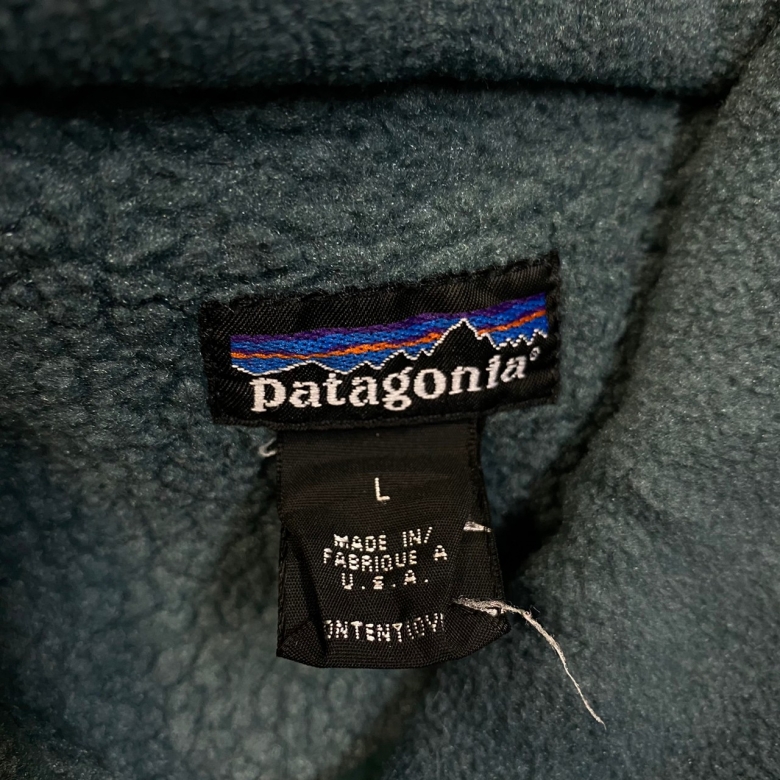 patagonia®
L
MADE IN/
FABRIQUE A
U.S.A.